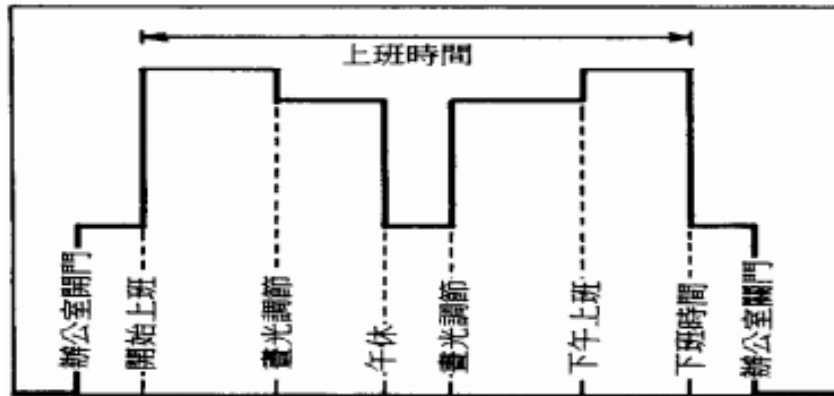 上班時間
辦公室開門
開始上班
晝光調節
午休
晝光調節
下午上班
下班時間
辦公室關門